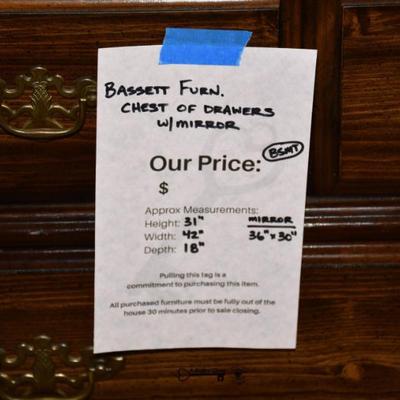 BASSETT FURN.
CHEST OF DRAWERS
W/MIRROR
BSMT
Our Price:
$
Approx Measurements:
Height: 31"
Width: 42"
Depth: 18"
MIRROR
36" x 30"
Pulling this tag is a
commitment to purchasing this item.
All purchased furniture must be fully out of the
house 30 minutes prior to sale closing.